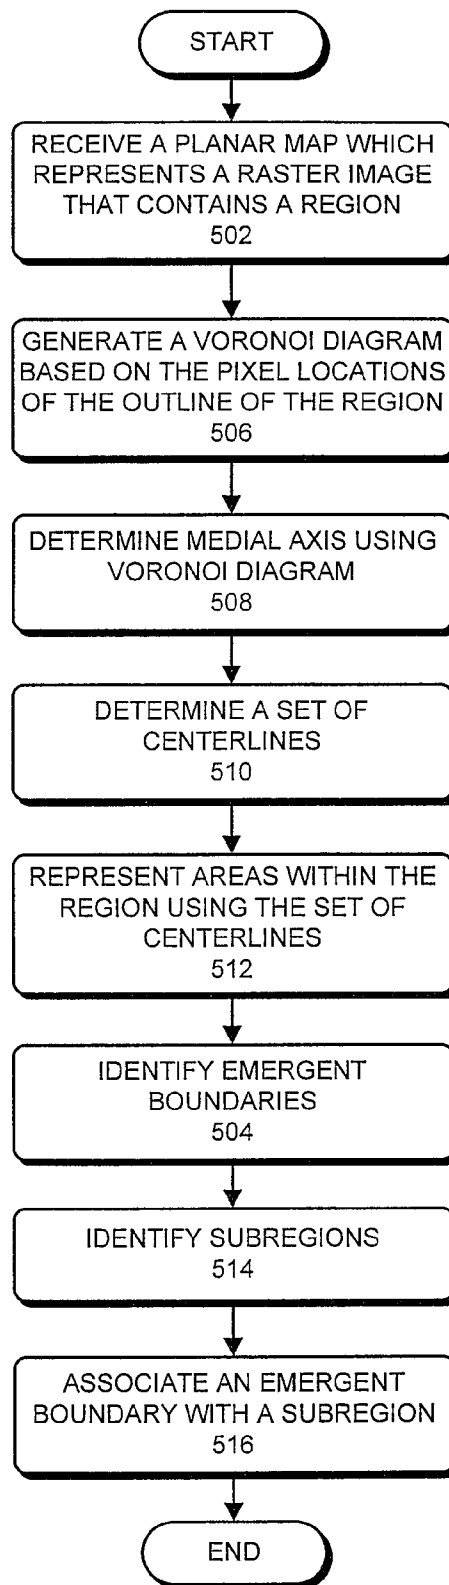 START
RECEIVE A PLANAR MAP WHICH
REPRESENTS A RASTER IMAGE
THAT CONTAINS A REGION
502
GENERATE A VORONOI DIAGRAM
BASED ON THE PIXEL LOCATIONS
OF THE OUTLINE OF THE REGION
506
DETERMINE MEDIAL AXIS USING
VORONOI DIAGRAM
508
DETERMINE A SET OF
CENTERLINES
510
REPRESENT AREAS WITHIN THE
REGION USING THE SET OF
CENTERLINES
512
IDENTIFY EMERGENT
BOUNDARIES
504
IDENTIFY SUBREGIONS
514
ASSOCIATE AN EMERGENT
BOUNDARY WITH A SUBREGION
516
END